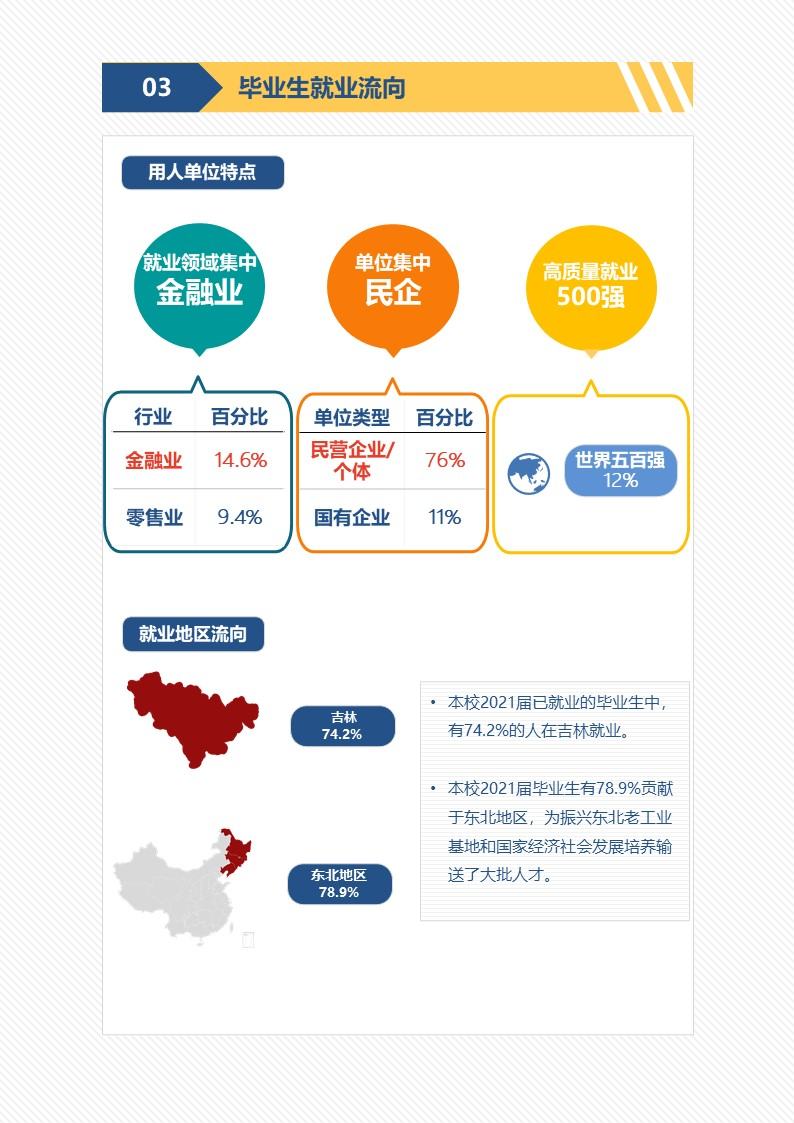 03
毕业生就业流向
用人单位特点
就业领域集中
金融业
单位集中
民企
高质量就业
500强
行业 百分比
金融业 14.6%
零售业 9.4%
单位类型 百分比
民营企业/
个体
76%
国有企业 11%
世界五百强
12%
就业地区流向
吉林
74.2%
东北地区
78.9%
• 本校2021届已就业的毕业生中，
有74.2%的人在吉林就业。
• 本校2021届毕业生有78.9%贡献
于东北地区，为振兴东北老工业
基地和国家经济社会发展培养输
送了大批人才。